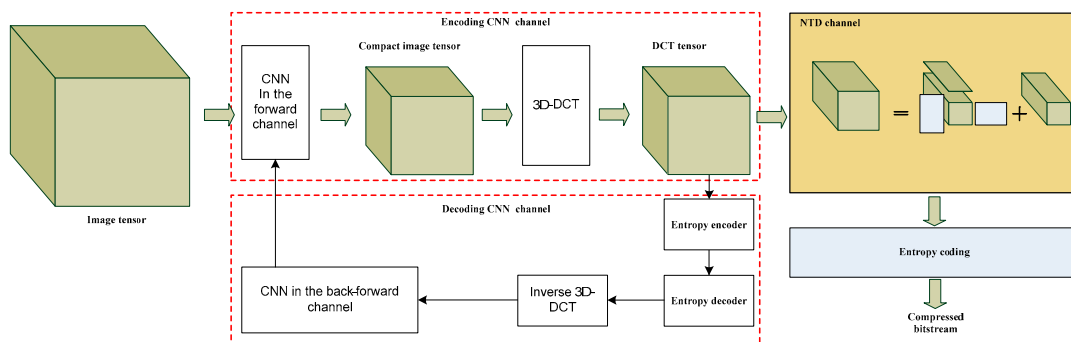 Encoding CNN channel
NTD channel
Compact image tensor
DCT tensor
CNN
In the
forward
channel
3D-DCT
=
+
Image tensor
Decoding CNN channel
Entropy encoder
Entropy coding
CNN in the back-forward
channel
Inverse 3D-
DCT
Entropy decoder
Compressed
bitstream